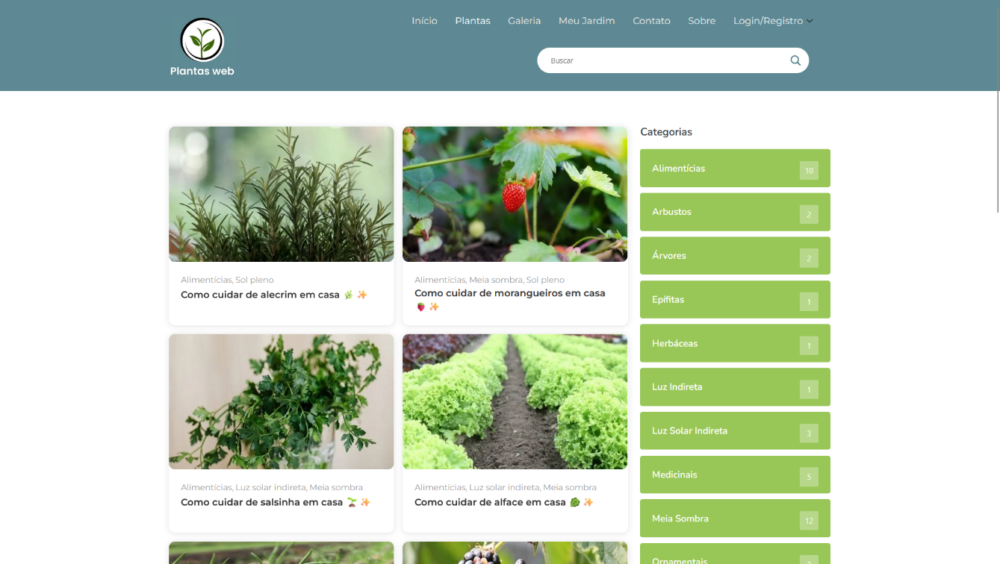 Início Plantas Galeria Meu Jardim Contato Sobre Login/Registro
Buscar
Plantas web
Alimentícias, Sol pleno
Como cuidar de alecrim em casa 🌿 ✨
Alimentícias, Meia sombra, Sol pleno
Como cuidar de morangueiros em casa
🍓 ✨
Alimentícias, Luz solar indireta, Meia sombra
Como cuidar de salsinha em casa 🌱 ✨
Alimentícias, Luz solar indireta, Meia sombra
Como cuidar de alface em casa 🥬 ✨
Categorias
Alimentícias 10
Arbustos 2
Árvores 2
Epífitas 1
Herbáceas 1
Luz Indireta 1
Luz Solar Indireta 3
Medicinais 5
Meia Sombra 12
Ornamentais